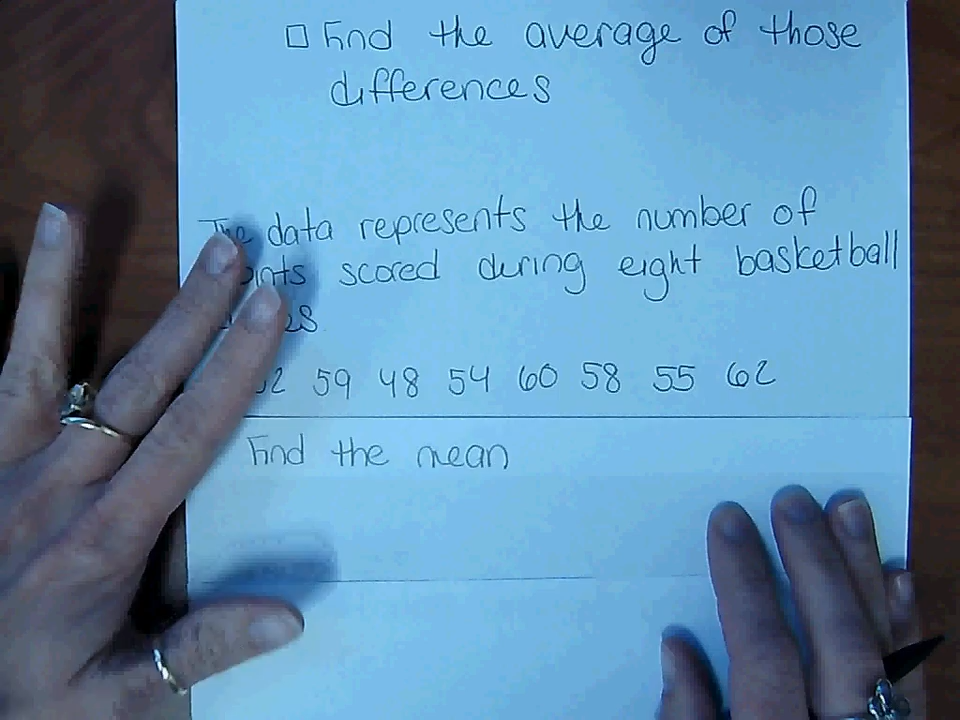 □ Find the average of those
differences
The data represents the number of
scored during eight basketball
59 48 54 60 58 55 62
Find the mean